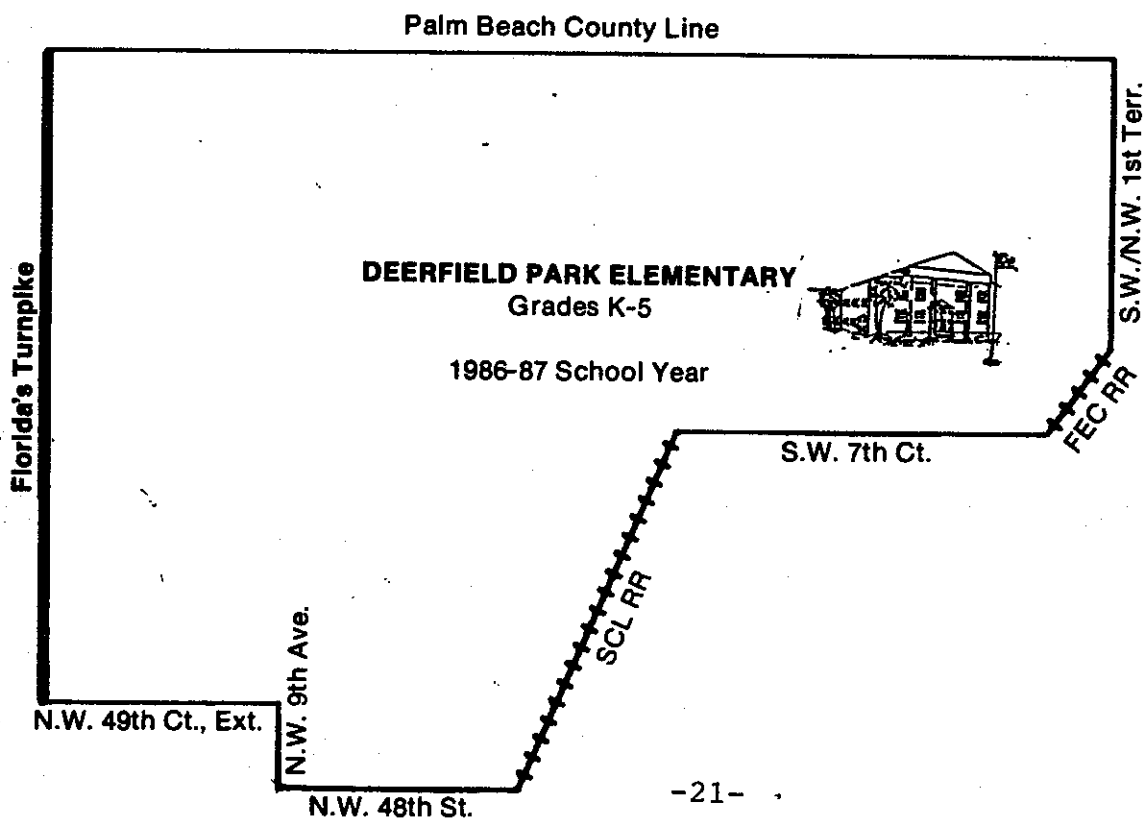 Palm Beach County Line
S.W./N.W. 1st Terr.
DEERFIELD PARK ELEMENTARY
Grades K-5
1986-87 School Year
Florida's Turnpike
FEC RR
S.W. 7th Ct.
SCL RR
N.W. 9th Ave.
N.W. 49th Ct., Ext.
N.W. 48th St.
-21-